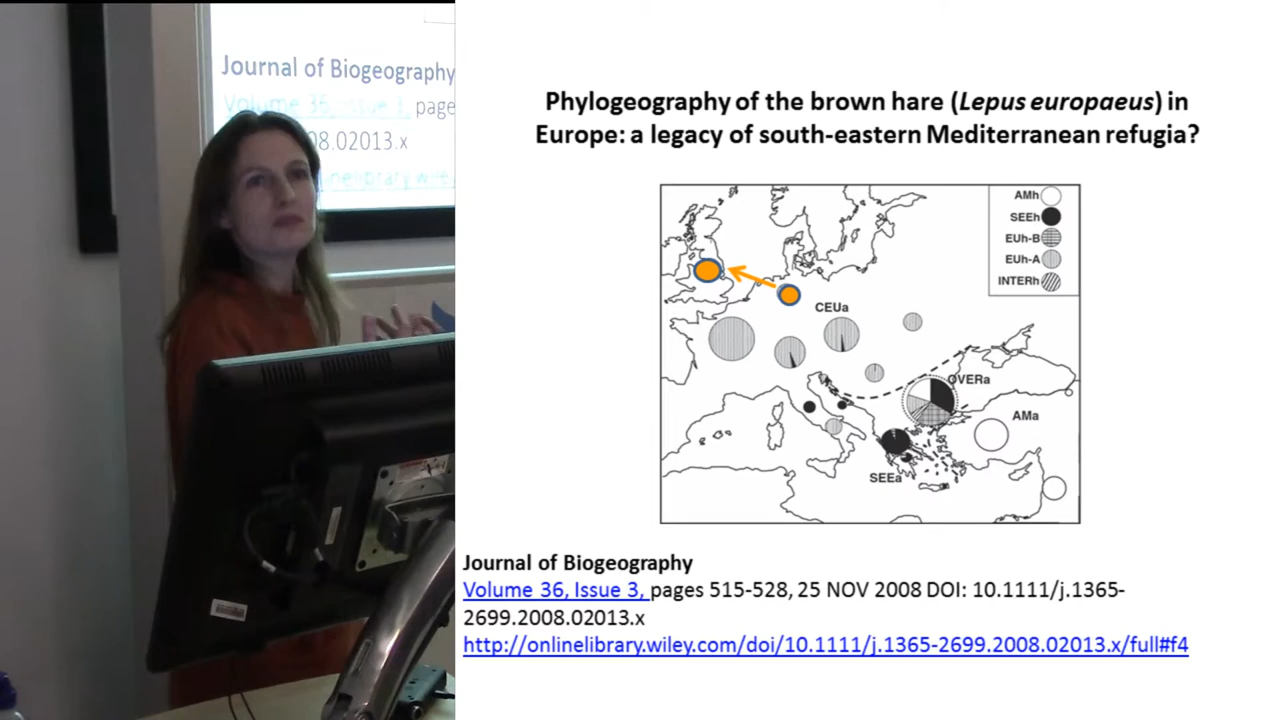 Journal of Biogeography
Volume 36, Issue 3, page
08.02013.x
nelibrary.wile
Phylogeography of the brown hare (Lepus europaeus) in
Europe: a legacy of south-eastern Mediterranean refugia?
AMh
SEEh
EUh-B
EUh-A
INTERh
CEUa
OVERa
AMa
SEEa
Journal of Biogeography
Volume 36, Issue 3, pages 515-528, 25 NOV 2008 DOI: 10.1111/j.1365-
2699.2008.02013.x
http://onlinelibrary.wiley.com/doi/10.1111/j.1365-2699.2008.02013.x/full#f4